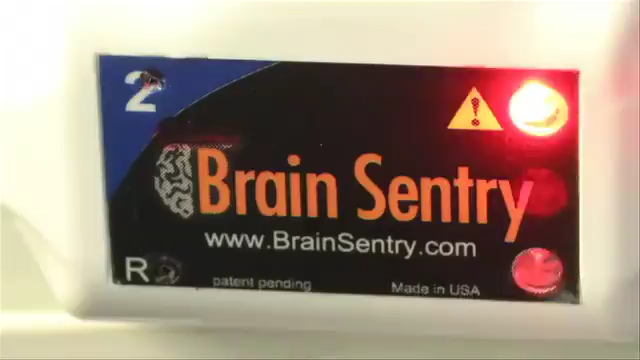 2
Brain Sentry
www.BrainSentry.com
R
patent pending Made in USA